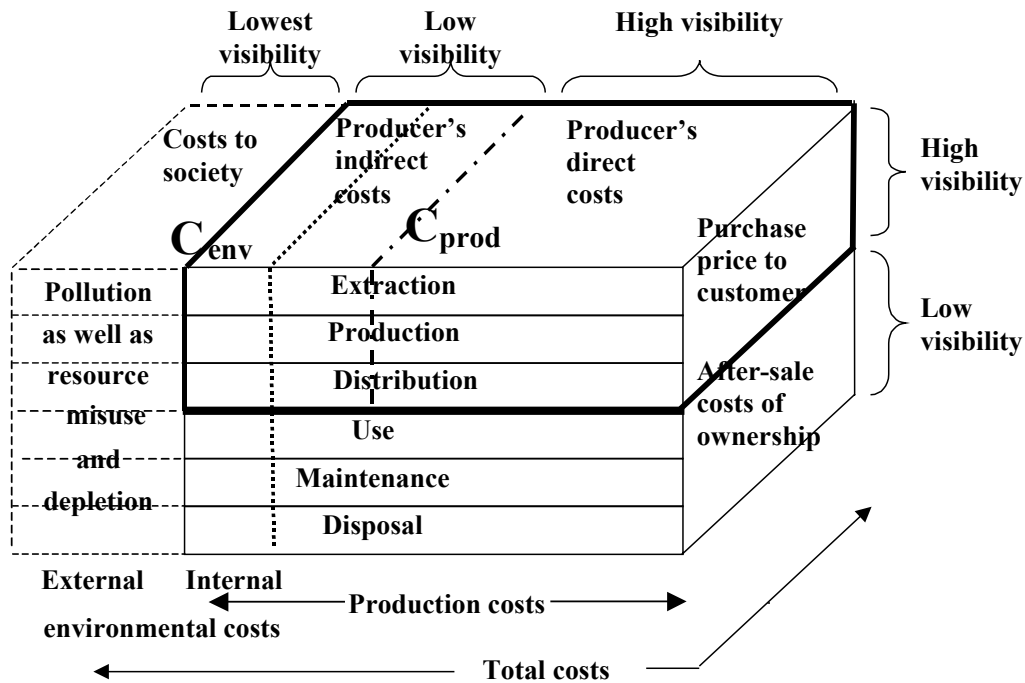 Lowest
visibility
Low
visibility
High visibility
Costs to
society
Producer’s
indirect
costs
Producer’s
direct
costs
High
visibility
Cenv
Cprod
Purchase
price to
customer
Low
visibility
Pollution
as well as
resource
misuse
and
depletion
Extraction
Production
Distribution
Use
Maintenance
Disposal
After-sale
costs of
ownership
External
Internal
environmental costs
Production costs
Total costs